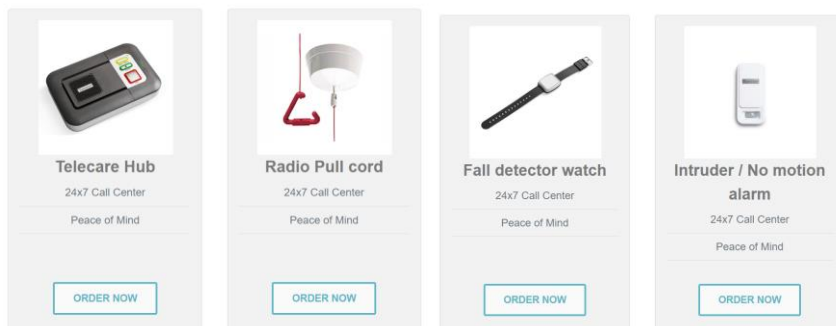 Telecare Hub
24x7 Call Center
Peace of Mind
ORDER NOW
Radio Pull cord
24x7 Call Center
Peace of Mind
ORDER NOW
Fall detector watch
24x7 Call Center
Peace of Mind
ORDER NOW
Intruder / No motion
alarm
24x7 Call Center
Peace of Mind
ORDER NOW